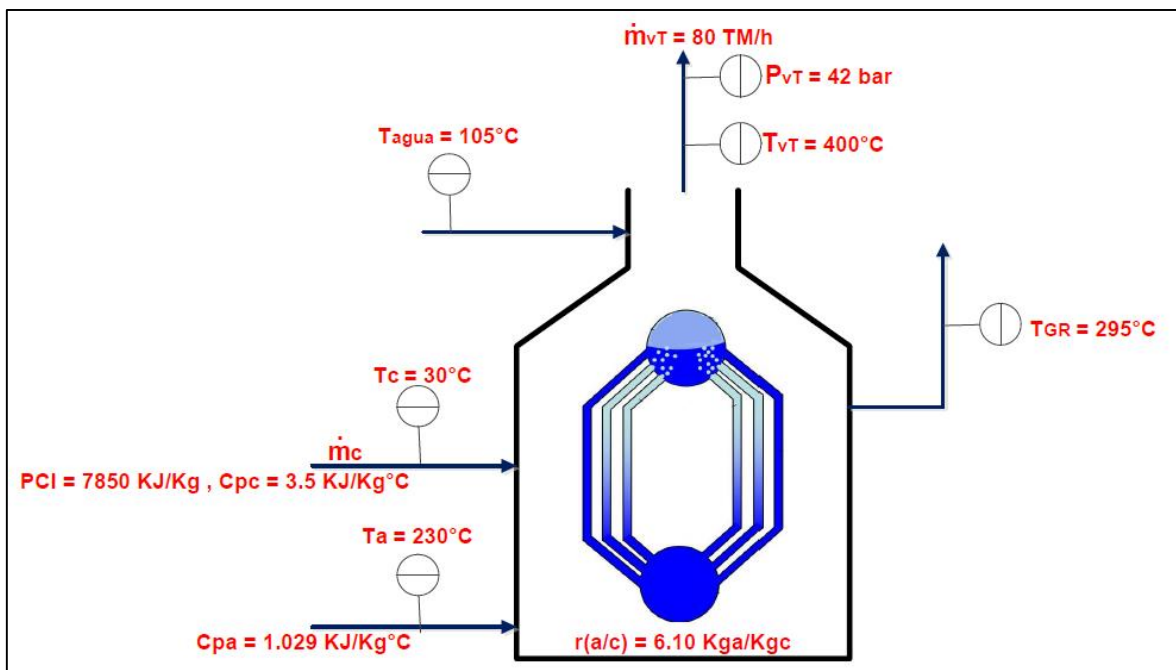 ṁvT = 80 TM/h
PvT = 42 bar
Tagua = 105°C
TvT = 400°C
TGR = 295°C
Tc = 30°C
ṁc
PCI = 7850 KJ/Kg , Cpc = 3.5 KJ/Kg°C
Ta = 230°C
Cpa = 1.029 KJ/Kg°C
r(a/c) = 6.10 Kga/Kgc